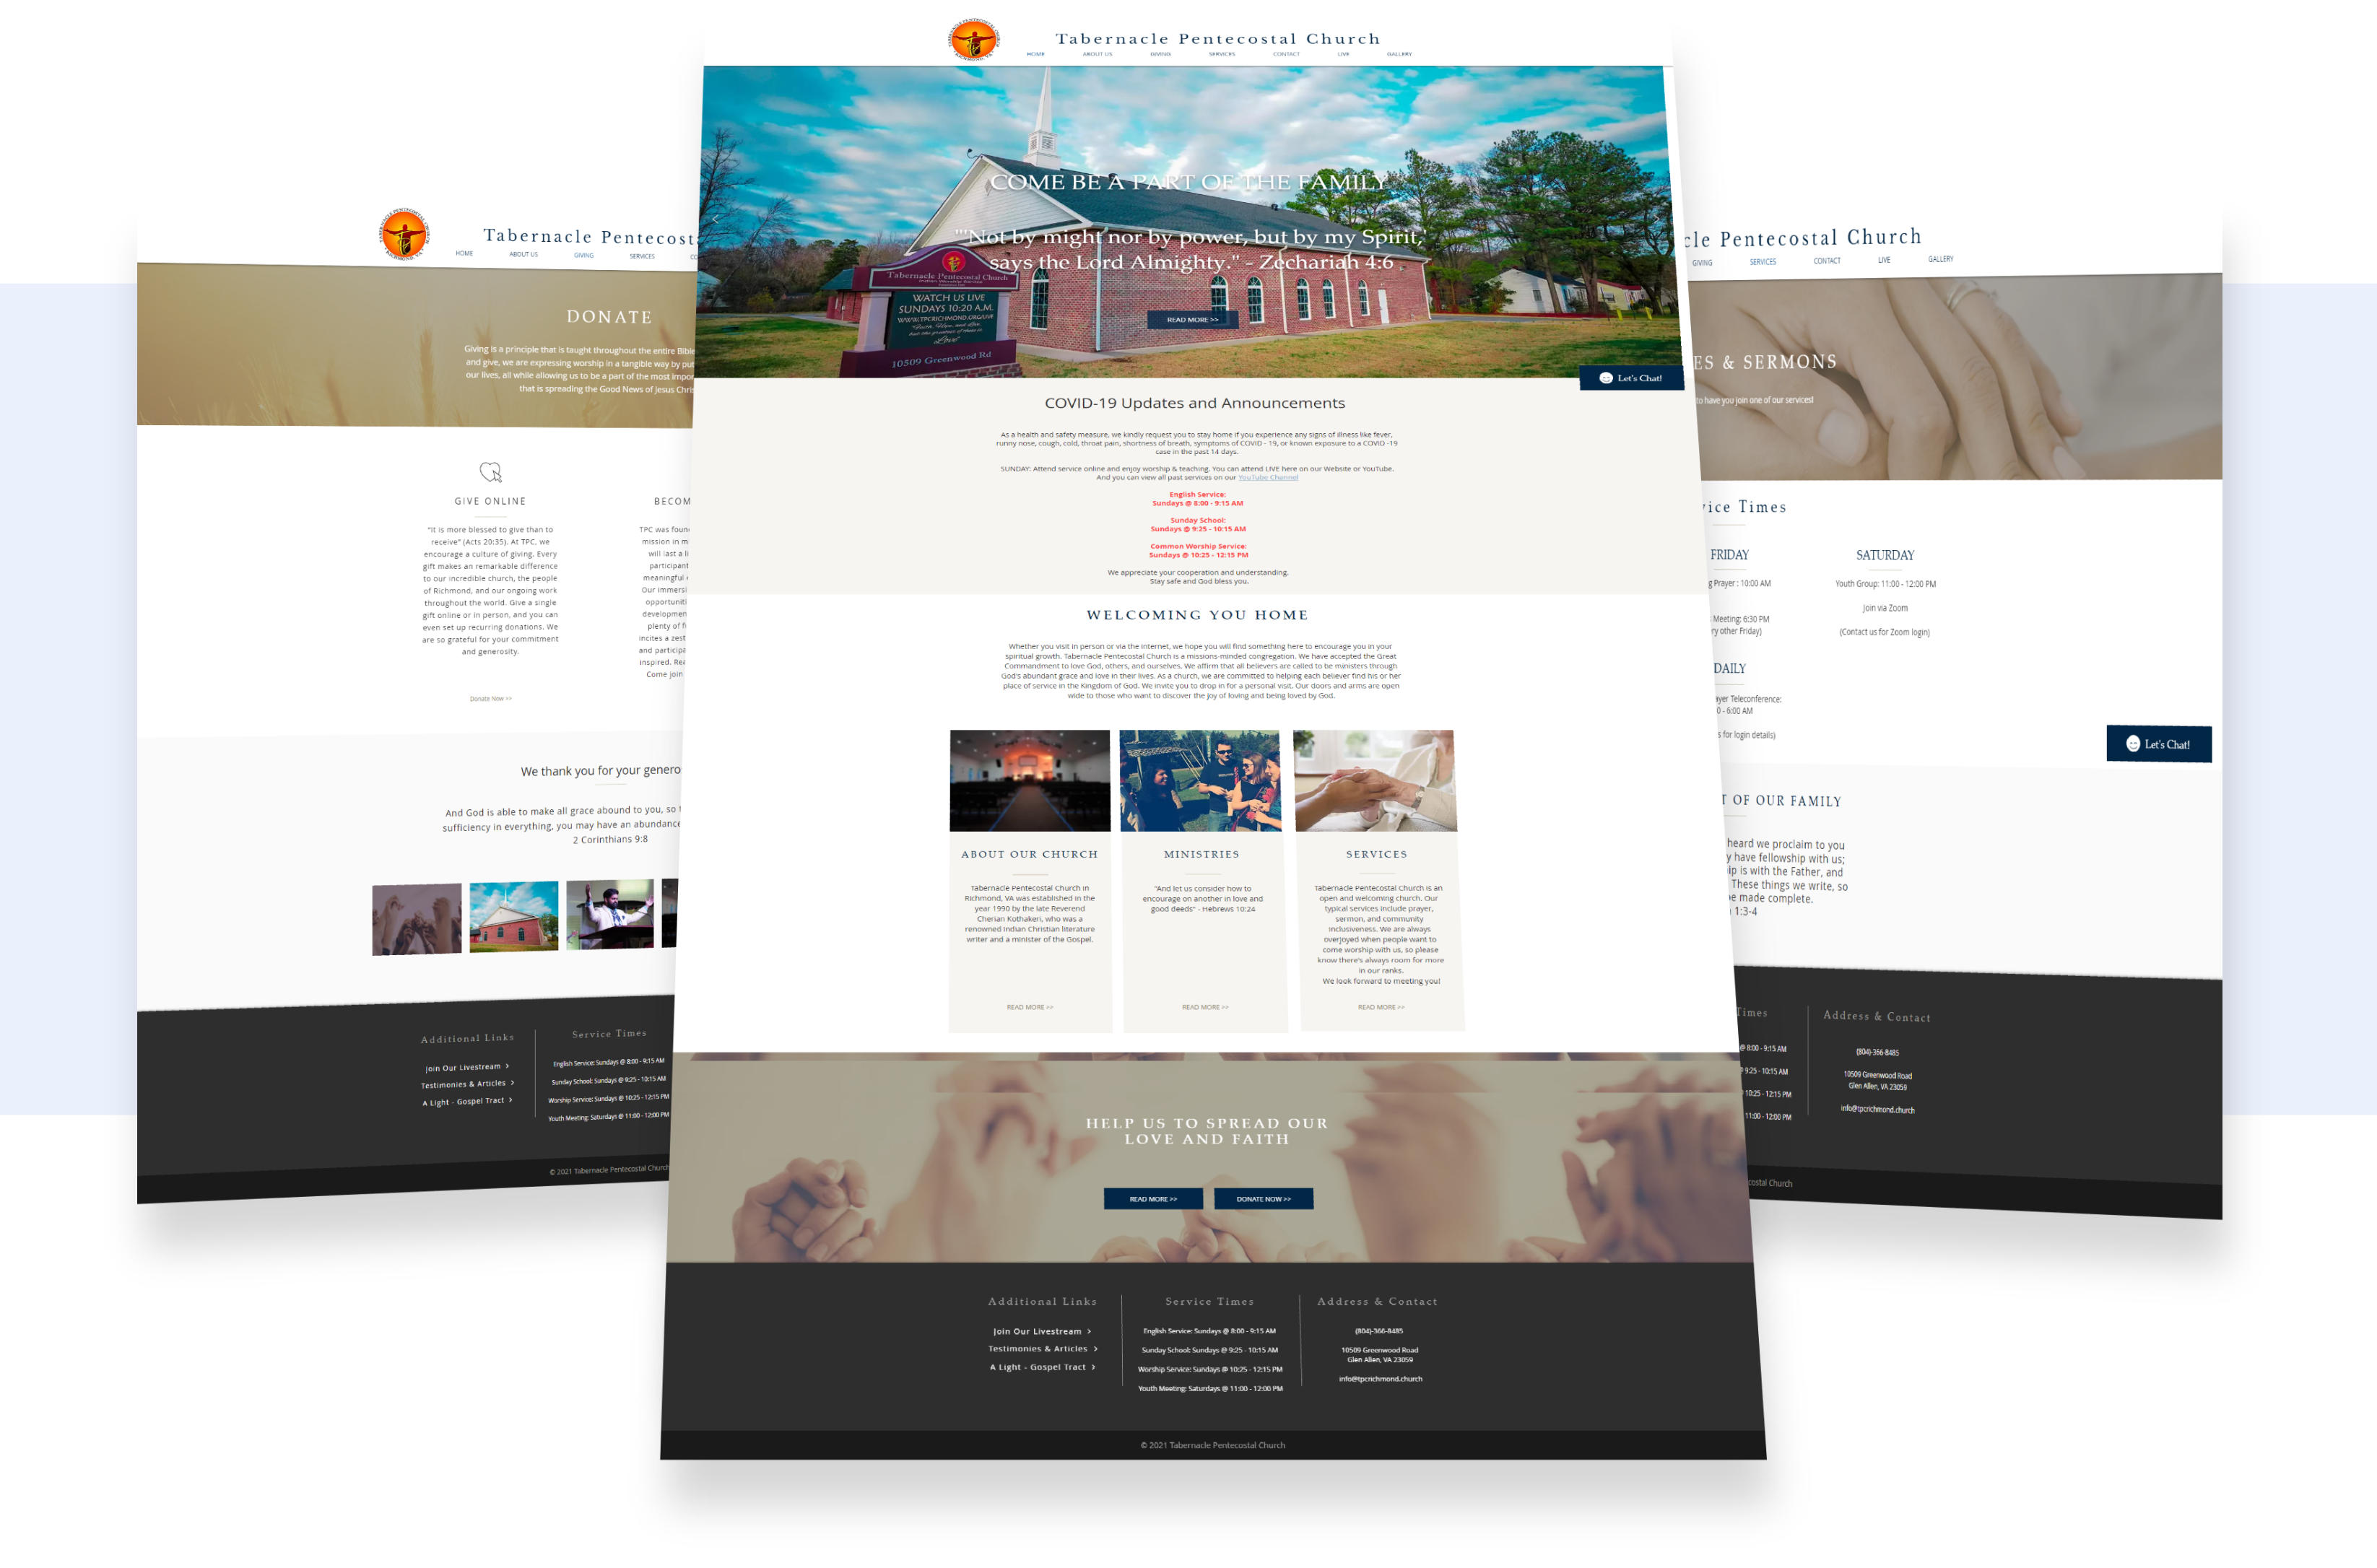 Tabernacle Pentecostal Church
HOME ABOUT US GIVING SERVICES CONTACT LIVE GALLERY
COME BE A PART OF THE FAMILY
"'Not by might nor by power, but by my Spirit,'
says the Lord Almighty." - Zechariah 4:6
READ MORE >>
Tabernacle Pentecostal Church
WATCH US LIVE
SUNDAYS 10:20 A.M.
WWW.TPCRICHMOND.ORG/LIVE
Love"
10509 Greenwood Rd
Let's Chat!
COVID-19 Updates and Announcements
As a health and safety measure, we kindly request you to stay home if you experience any signs of illness like fever,
runny nose, cough, cold, throat pain, shortness of breath, symptoms of COVID - 19, or known exposure to a COVID -19
case in the past 14 days.
SUNDAY: Attend service online and enjoy worship & teaching. You can attend LIVE here on our Website or YouTube.
And you can view all past services on our YouTube Channel
English Service:
Sundays @ 8:00 - 9:15 AM
Sunday School:
Sundays @ 9:25 - 10:15 AM
Common Worship Service:
Sundays @ 10:25 - 12:15 PM
We appreciate your cooperation and understanding.
Stay safe and God bless you.
WELCOMING YOU HOME
Whether you visit in person or via the internet, we hope you will find something here to encourage you in your
spiritual growth. Tabernacle Pentecostal Church is a missions-minded congregation. We have accepted the Great
Commandment to love God, others, and ourselves. We affirm that all believers are called to be ministers through
God's abundant grace and love in their lives. As a church, we are committed to helping each believer find his or her
place of service in the Kingdom of God. We invite you to drop in for a personal visit. Our doors and arms are open
wide to those who want to discover the joy of loving and being loved by God.
ABOUT OUR CHURCH
Tabernacle Pentecostal Church in
Richmond, VA was established in the
year 1990 by the late Reverend
Cherian Kothakeri, who was a
renowned Indian Christian literature
writer and a minister of the Gospel.
READ MORE >>
MINISTRIES
"And let us consider how to
encourage on another in love and
good deeds" - Hebrews 10:24
READ MORE >>
SERVICES
Tabernacle Pentecostal Church is an
open and welcoming church. Our
typical services include prayer,
sermon, and community
inclusiveness. We are always
overjoyed when people want to
come worship with us, so please
know there's always room for more
in our ranks.
We look forward to meeting you!
READ MORE >>
HELP US TO SPREAD OUR
LOVE AND FAITH
READ MORE >> DONATE NOW >>
Additional Links
Join Our Livestream >
Testimonies & Articles >
A Light - Gospel Tract >
Service Times
English Service: Sundays @ 8:00 - 9:15 AM
Sunday School: Sundays @ 9:25 - 10:15 AM
Worship Service: Sundays @ 10:25 - 12:15 PM
Youth Meeting: Saturdays @ 11:00 - 12:00 PM
Address & Contact
(804)-366-8485
10509 Greenwood Road
Glen Allen, VA 23059
info@tpcrichmond.church
© 2021 Tabernacle Pentecostal Church
Tabernacle Pentecost
HOME ABOUT US GIVING SERVICES CO
DONATE
Giving is a principle that is taught throughout the entire Bible
and give, we are expressing worship in a tangible way by put
our lives, all while allowing us to be a part of the most impor
that is spreading the Good News of Jesus Chris
GIVE ONLINE
"It is more blessed to give than to
receive" (Acts 20:35). At TPC, we
encourage a culture of giving. Every
gift makes an remarkable difference
to our incredible church, the people
of Richmond, and our ongoing work
throughout the world. Give a single
gift online or in person, and you can
even set up recurring donations. We
are so grateful for your commitment
and generosity.
Donate Now >>
BECOM
TPC was foun
mission in m
will last a li
participant
meaningful
Our immersi
opportuniti
developmen
plenty of f
incites a zest
and participa
inspired. Rea
Come join
We thank you for your genero
And God is able to make all grace abound to you, so t
sufficiency in everything, you may have an abundance
2 Corinthians 9:8
Additional Links
Join Our Livestream >
Testimonies & Articles >
A Light - Gospel Tract >
Service Times
English Service: Sundays @ 8:00 - 9:15 AM
Sunday School: Sundays @ 9:25 - 10:15 AM
Worship Service: Sundays @ 10:25 - 12:15 PM
Youth Meeting: Saturdays @ 11:00 - 12:00 PM
© 2021 Tabernacle Pentecostal Church
cle Pentecostal Church
GIVING SERVICES CONTACT LIVE GALLERY
ES & SERMONS
to have you join one of our services!
ice Times
FRIDAY
g Prayer : 10:00 AM
Meeting: 6:30 PM
ry other Friday)
SATURDAY
Youth Group: 11:00 - 12:00 PM
Join via Zoom
(Contact us for Zoom login)
DAILY
ayer Teleconference:
0 - 6:00 AM
s for login details)
Let's Chat!
T OF OUR FAMILY
heard we proclaim to you
y have fellowship with us;
ip is with the Father, and
These things we write, so
e made complete.
1:3-4
Times
@ 8:00 - 9:15 AM
9:25 - 10:15 AM
10:25 - 12:15 PM
11:00 - 12:00 PM
Address & Contact
(804)-366-8485
10509 Greenwood Road
Glen Allen, VA 23059
info@tpcrichmond.church
costal Church